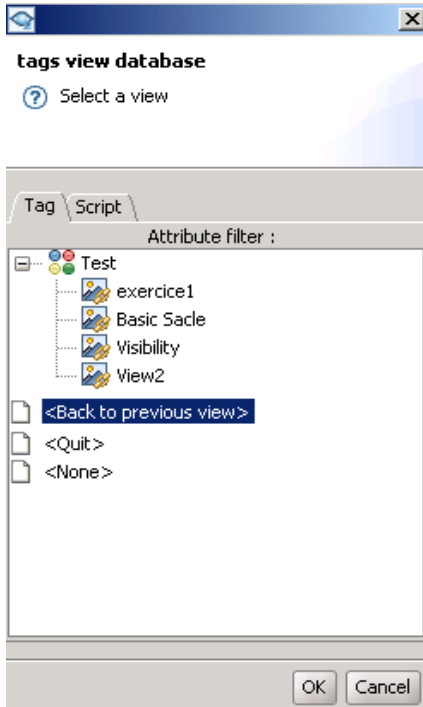 tags view database
Select a view
Tag Script
Attribute filter :
Test
exercice1
Basic Sacle
Visibility
View2
<Back to previous view>
<Quit>
<None>
OK Cancel